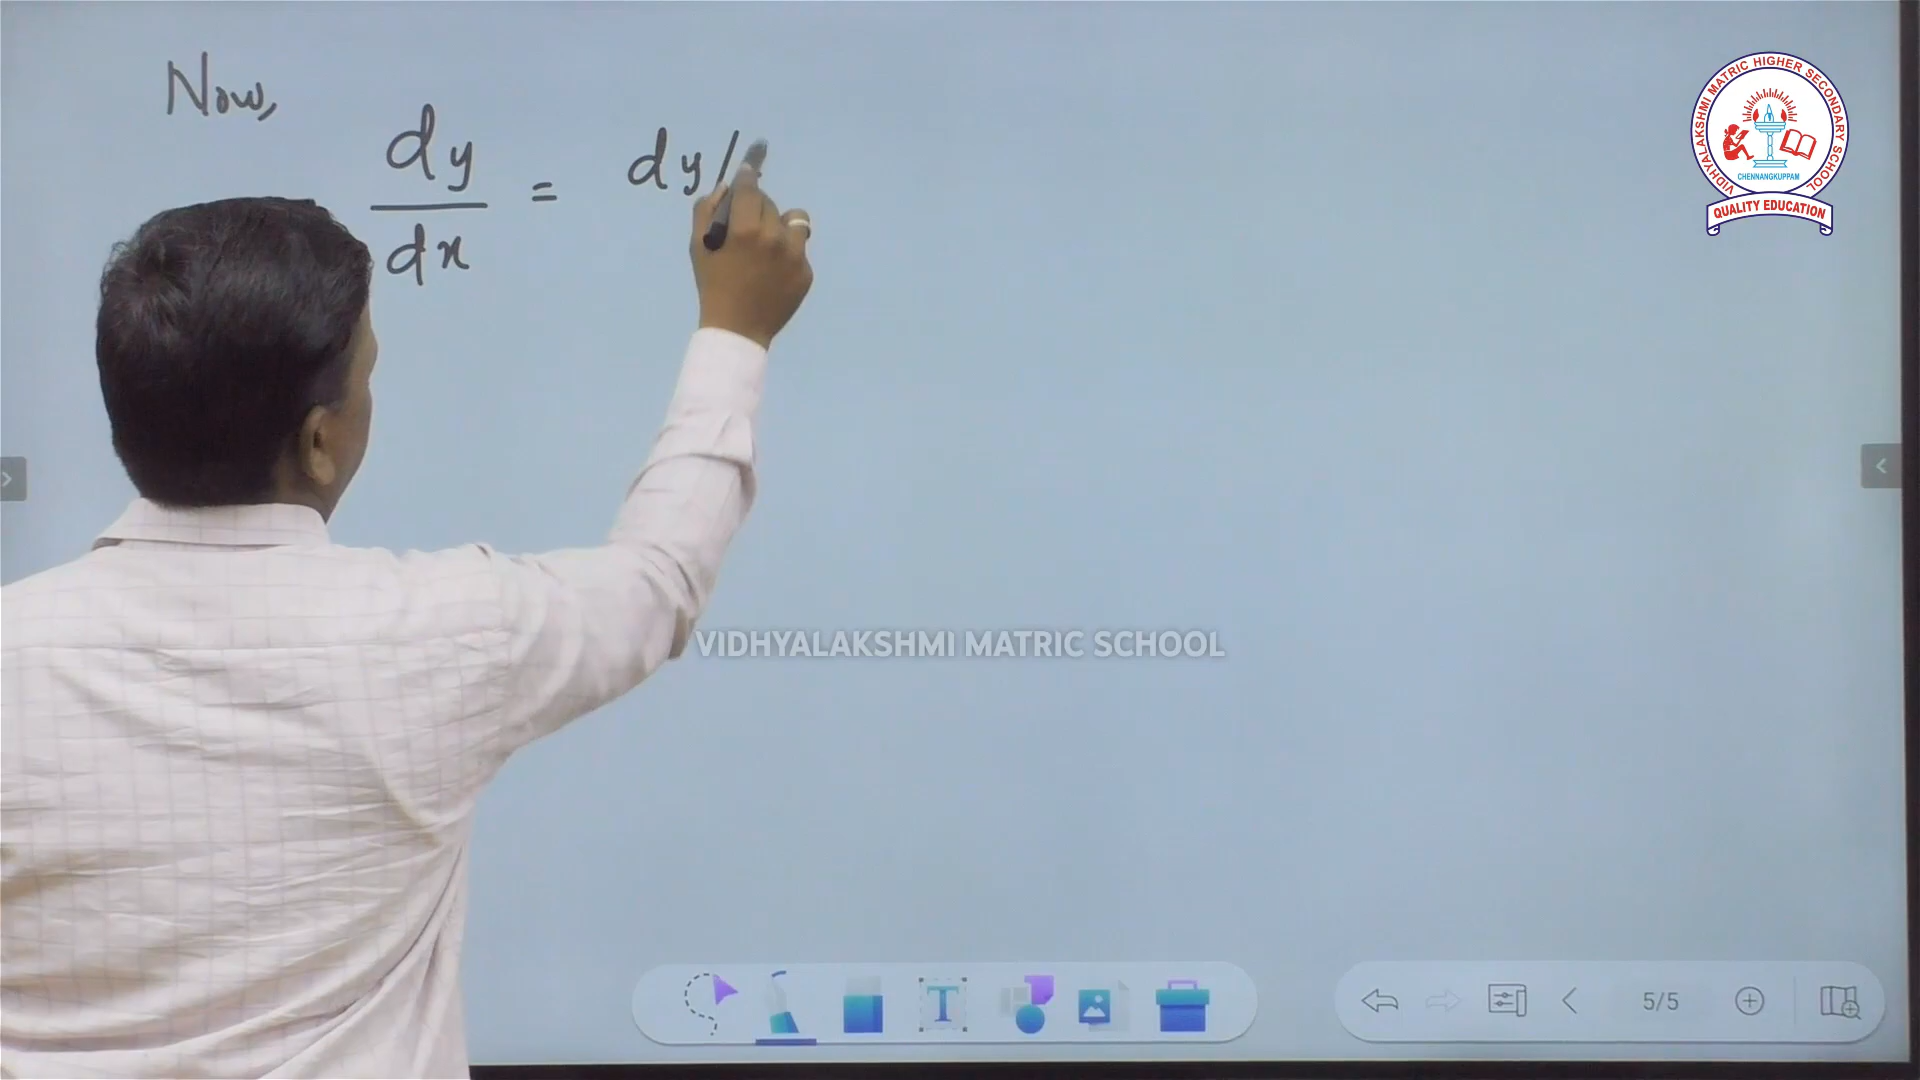 Now,
dy/dx = dy/
VIDHYALAKSHMI MATRIC HIGHER SECONDARY SCHOOL
CHENNANGKUPPAM
QUALITY EDUCATION
VIDHYALAKSHMI MATRIC SCHOOL
T
5/5